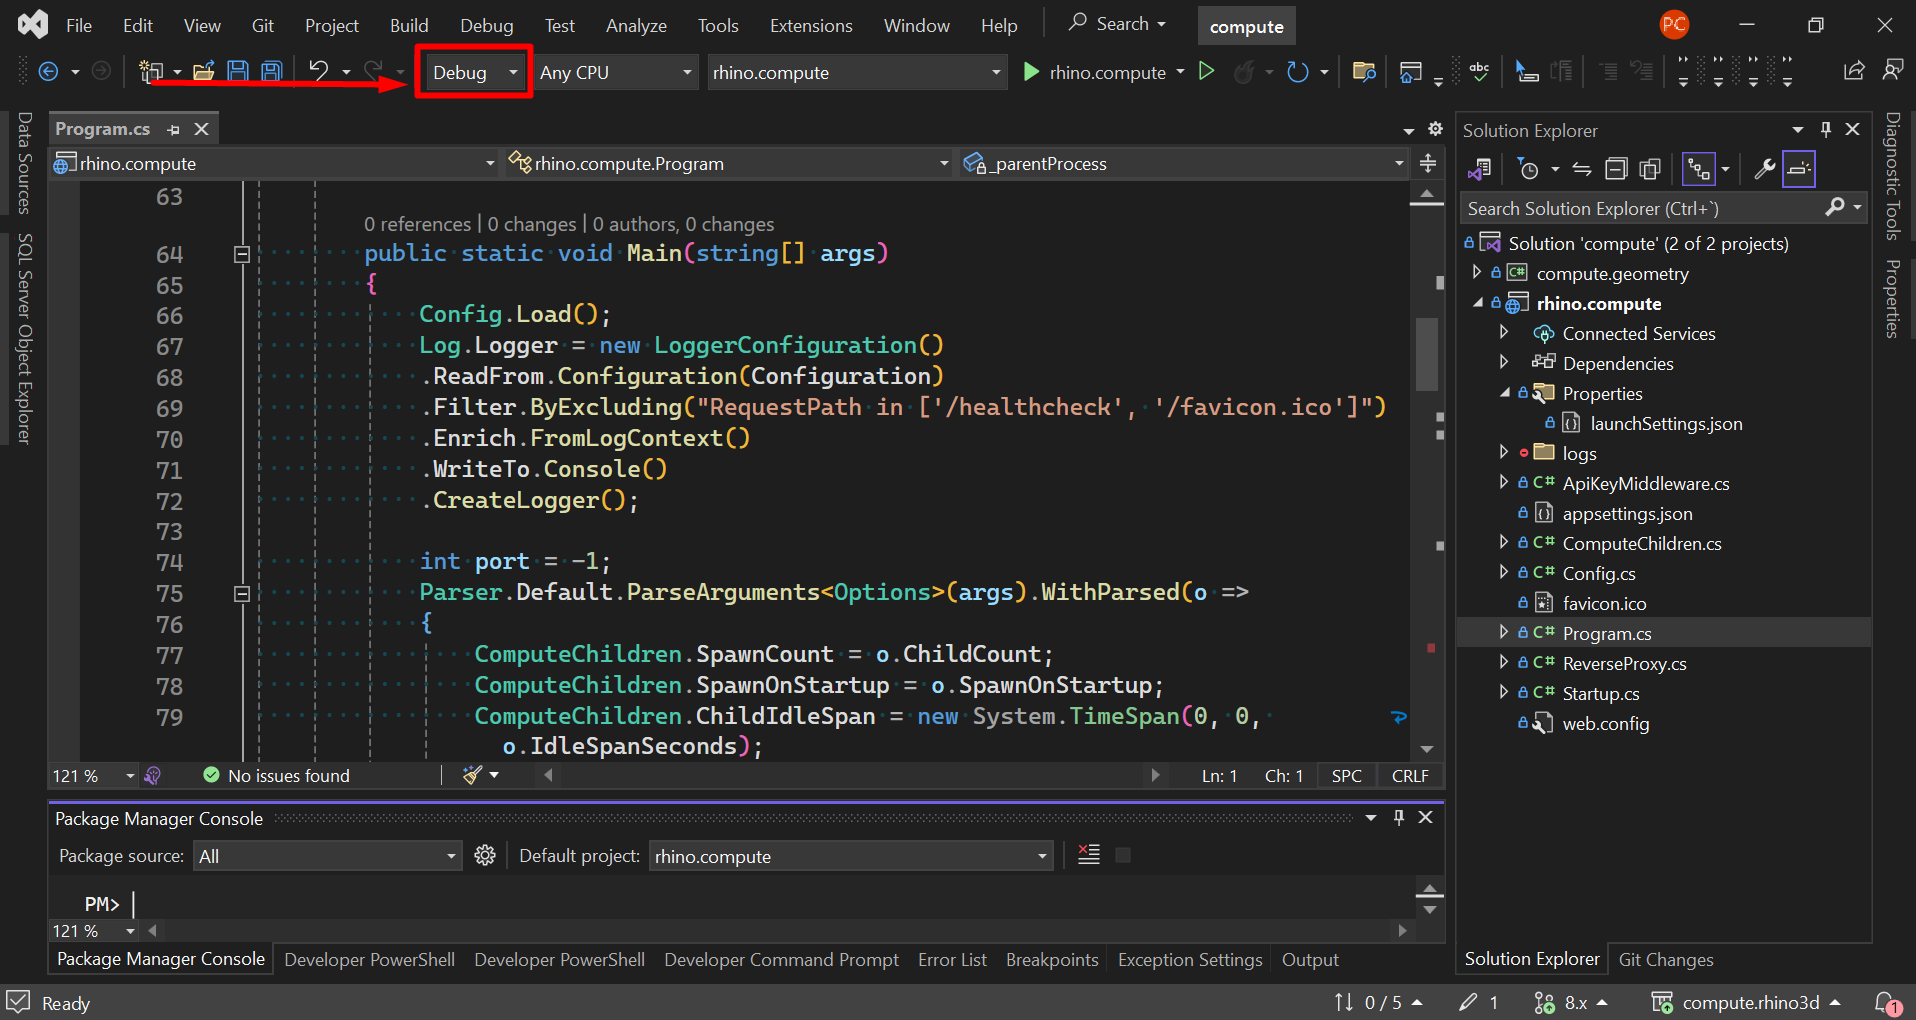 File Edit View Git Project Build Debug Test Analyze Tools Extensions Window Help Search compute PC
Debug Any CPU rhino.compute rhino.compute abc
Data Sources
SQL Server Object Explorer
Program.cs
rhino.compute rhino.compute.Program _parentProcess
63
0 references | 0 changes | 0 authors, 0 changes
64 public static void Main(string[] args)
65 {
66 Config.Load();
67 Log.Logger = new LoggerConfiguration()
68 .ReadFrom.Configuration(Configuration)
69 .Filter.ByExcluding("RequestPath in ['/healthcheck', '/favicon.ico']")
70 .Enrich.FromLogContext()
71 .WriteTo.Console()
72 .CreateLogger();
73
74 int port = -1;
75 Parser.Default.ParseArguments<Options>(args).WithParsed(o =>
76 {
77 ComputeChildren.SpawnCount = o.ChildCount;
78 ComputeChildren.SpawnOnStartup = o.SpawnOnStartup;
79 ComputeChildren.ChildIdleSpan = new System.TimeSpan(0, 0,
o.IdleSpanSeconds);
121 % No issues found Ln: 1 Ch: 1 SPC CRLF
Package Manager Console
Package source: All Default project: rhino.compute
PM>
121 %
Package Manager Console Developer PowerShell Developer PowerShell Developer Command Prompt Error List Breakpoints Exception Settings Output
Solution Explorer
Search Solution Explorer (Ctrl+`)
Solution 'compute' (2 of 2 projects)
C# compute.geometry
rhino.compute
Connected Services
Dependencies
Properties
launchSettings.json
logs
C# ApiKeyMiddleware.cs
appsettings.json
C# ComputeChildren.cs
C# Config.cs
favicon.ico
C# Program.cs
C# ReverseProxy.cs
C# Startup.cs
web.config
Solution Explorer Git Changes
Diagnostic Tools
Properties
Ready 0 / 5 1 8.x compute.rhino3d 1